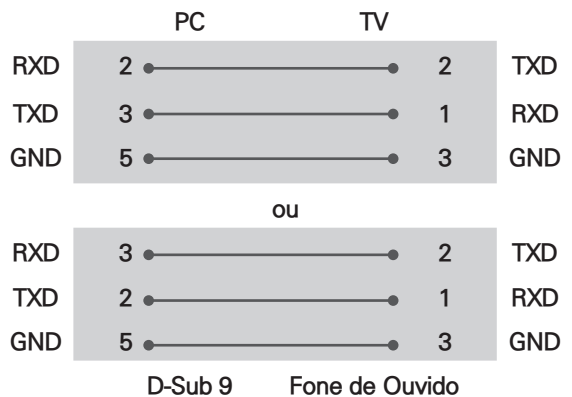 PC TV
RXD 2 2 TXD
TXD 3 1 RXD
GND 5 3 GND
ou
RXD 3 2 TXD
TXD 2 1 RXD
GND 5 3 GND
D-Sub 9 Fone de Ouvido